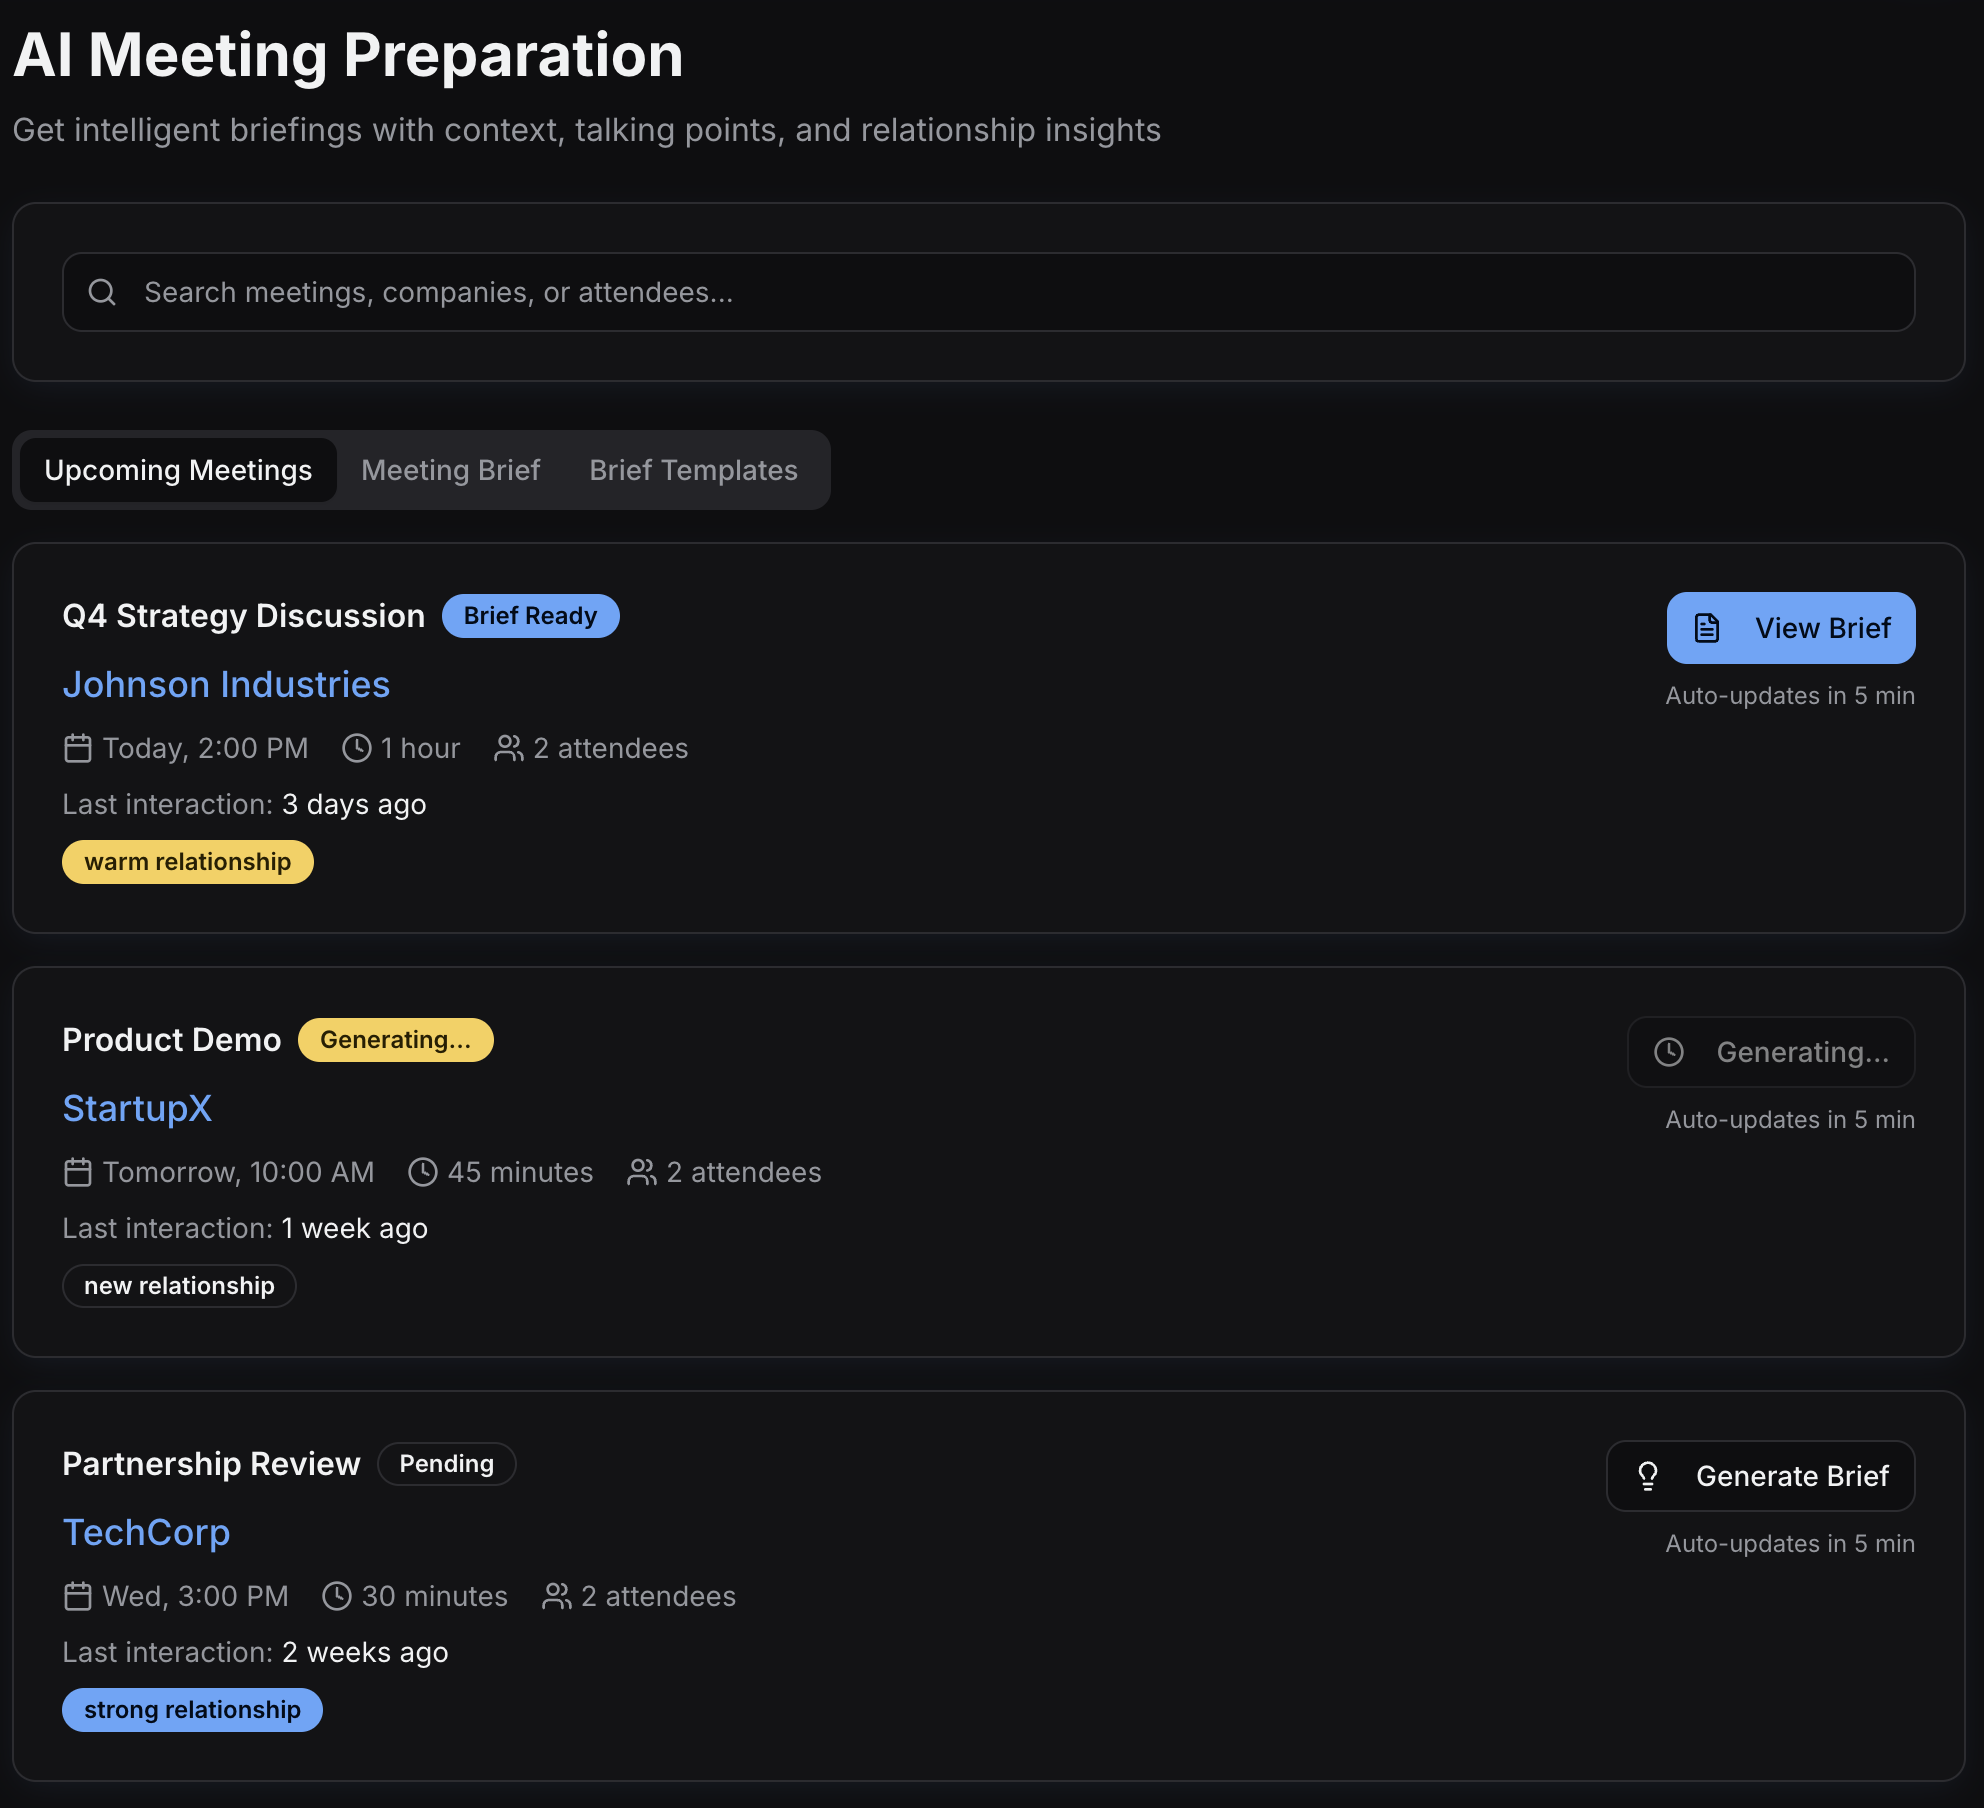 AI Meeting Preparation
Get intelligent briefings with context, talking points, and relationship insights
Search meetings, companies, or attendees...
Upcoming Meetings Meeting Brief Brief Templates
Q4 Strategy Discussion Brief Ready
View Brief
Johnson Industries
Auto-updates in 5 min
Today, 2:00 PM 1 hour 2 attendees
Last interaction: 3 days ago
warm relationship
Product Demo Generating...
Generating...
StartupX
Auto-updates in 5 min
Tomorrow, 10:00 AM 45 minutes 2 attendees
Last interaction: 1 week ago
new relationship
Partnership Review Pending
Generate Brief
TechCorp
Auto-updates in 5 min
Wed, 3:00 PM 30 minutes 2 attendees
Last interaction: 2 weeks ago
strong relationship